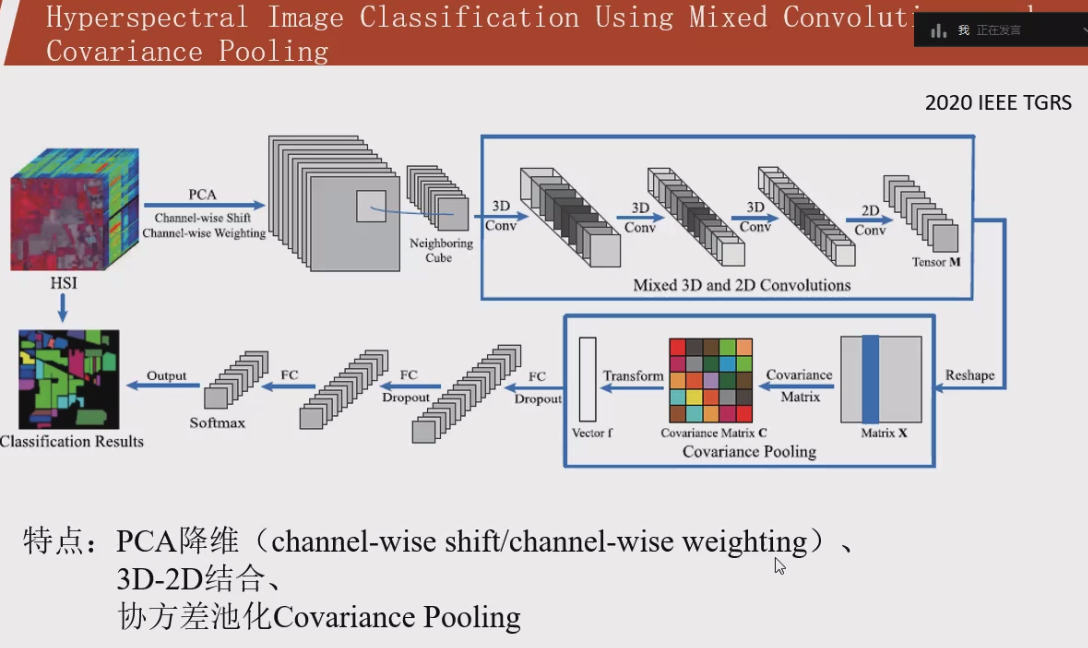 Hyperspectral Image Classification Using Mixed
Covariance Pooling
我 正在发言
2020 IEEE TGRS
PCA
Channel-wise Shift
Channel-wise Weighting
HSI
Neighboring
Cube
3D
Conv
3D
Conv
3D
Conv
2D
Conv
Tensor M
Mixed 3D and 2D Convolutions
Reshape
Matrix X
Covariance
Matrix
Covariance Matrix C
Transform
Vector f
Covariance Pooling
FC
Dropout
FC
Dropout
FC
Softmax
Output
Classification Results
特点：PCA降维（channel-wise shift/channel-wise weighting）、
3D-2D结合、
协方差池化Covariance Pooling